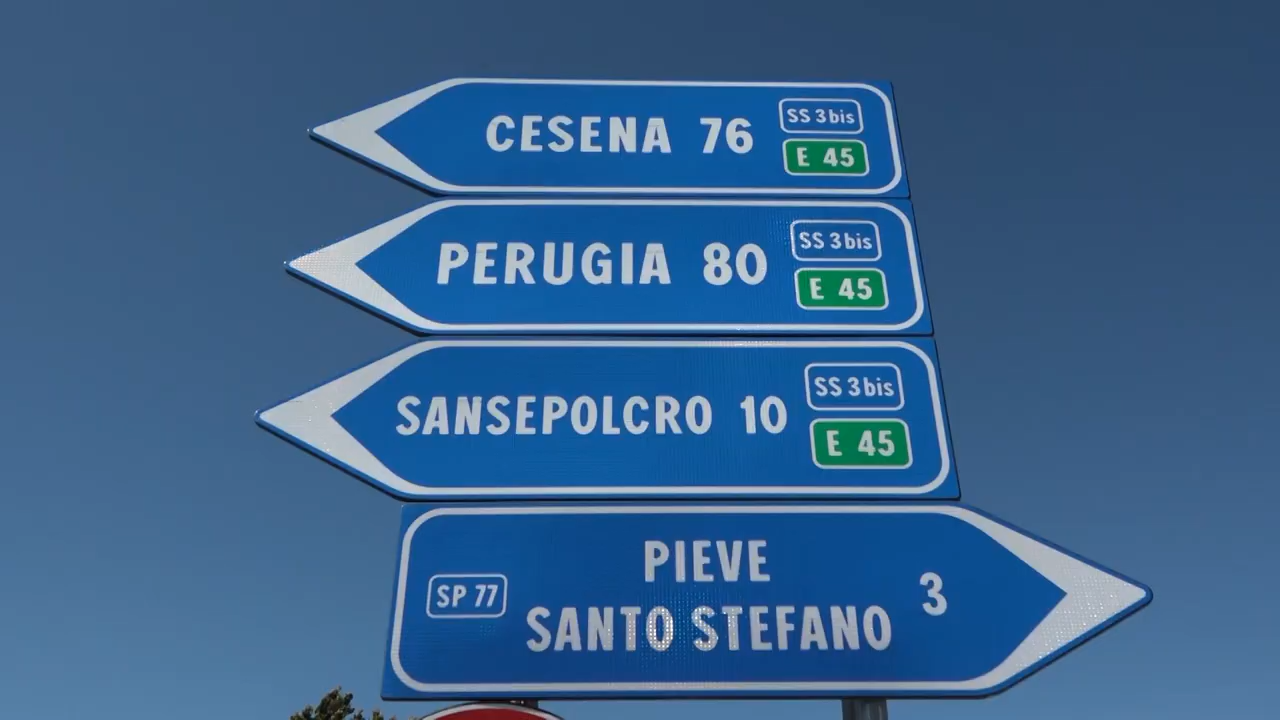 CESENA 76 SS 3bis
E 45
PERUGIA 80 SS 3bis
E 45
SANSEPOLCRO 10 SS 3bis
E 45
PIEVE
SP 77 SANTO STEFANO 3